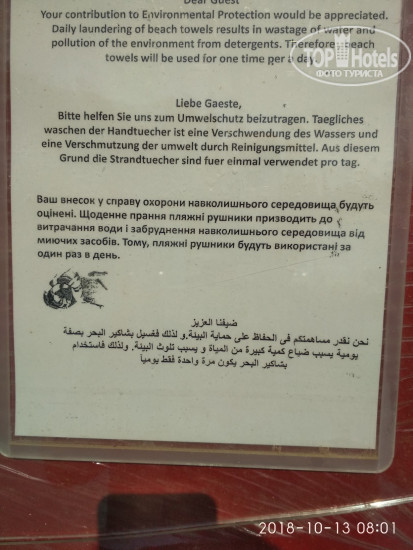 Dear Guest
Your contribution to Environmental Protection would be appreciated.
Daily laundering of beach towels results in wastage of water and
pollution of the environment from detergents. Therefore, beach
towels will be used for one time per a day.
TopHotels
ФОТО ТУРИСТА
Liebe Gaeste,
Bitte helfen Sie uns zum Umwelschutz beizutragen. Taegliches
waschen der Handtuecher ist eine Verschwendung des Wassers und
eine Verschmutzung der umwelt durch Reinigungsmittel. Aus diesem
Grund die Strandtuecher sind fuer einmal verwendet pro tag.
Ваш внесок у справу охорони навколишнього середовища будуть
оцінені. Щоденне прання пляжні рушники призводить до
витрачання води і забруднення навколишнього середовища від
миючих засобів. Тому, пляжні рушники будуть використані за
один раз в день.
ضيفنا العزيز
نحن نقدر مساهمتكم فى الحفاظ على حماية البيئة.و لذلك فغسيل بشاكير البحر بصفة
يومية يسبب ضياع كمية كبيرة من المياة و يسبب تلوث البيئة. ولذلك فاستخدام
بشاكير البحر يكون مرة واحدة فقط يومياً
2018-10-13 08:01